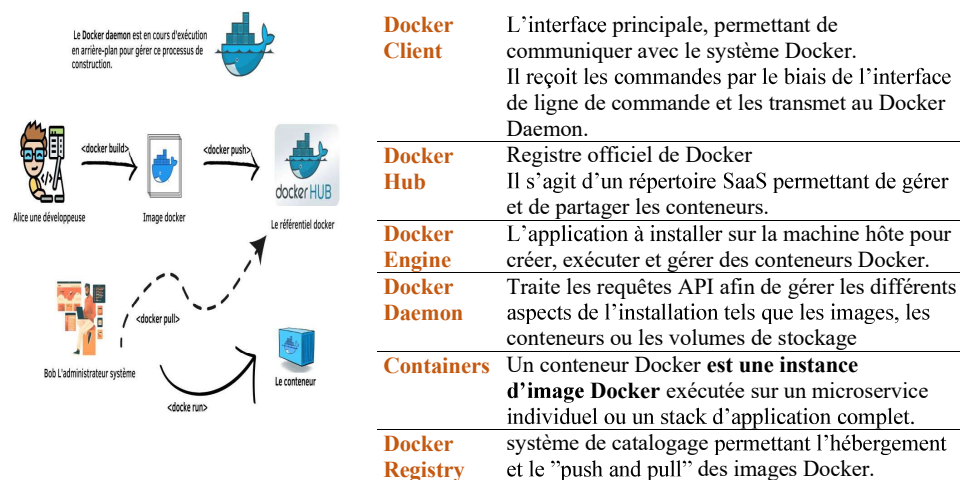 Le Docker daemon est en cours d'exécution
en arrière-plan pour gérer ce processus de
construction.
<docker build>
<docker push>
docker HUB
Alice une développeuse
Image docker
Le référentiel docker
<docker pull>
Bob L'administrateur système
Le conteneur
<docke run>
Docker Client
L’interface principale, permettant de
communiquer avec le système Docker.
Il reçoit les commandes par le biais de l’interface
de ligne de commande et les transmet au Docker
Daemon.
Docker Hub
Registre officiel de Docker
Il s’agit d’un répertoire SaaS permettant de gérer
et de partager les conteneurs.
Docker Engine
L’application à installer sur la machine hôte pour
créer, exécuter et gérer des conteneurs Docker.
Docker Daemon
Traite les requêtes API afin de gérer les différents
aspects de l’installation tels que les images, les
conteneurs ou les volumes de stockage
Containers
Un conteneur Docker est une instance
d’image Docker exécutée sur un microservice
individuel ou un stack d’application complet.
Docker Registry
système de catalogage permettant l’hébergement
et le ”push and pull” des images Docker.